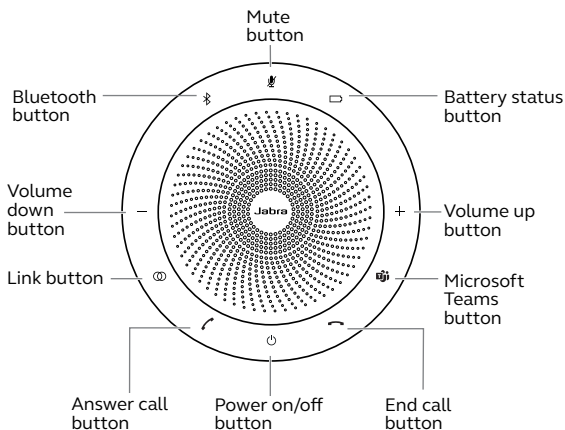 Mute
button
Bluetooth
button
Battery status
button
Volume
down
button
Jabra
Volume up
button
Link button
Microsoft
Teams
button
Answer call
button
Power on/off
button
End call
button